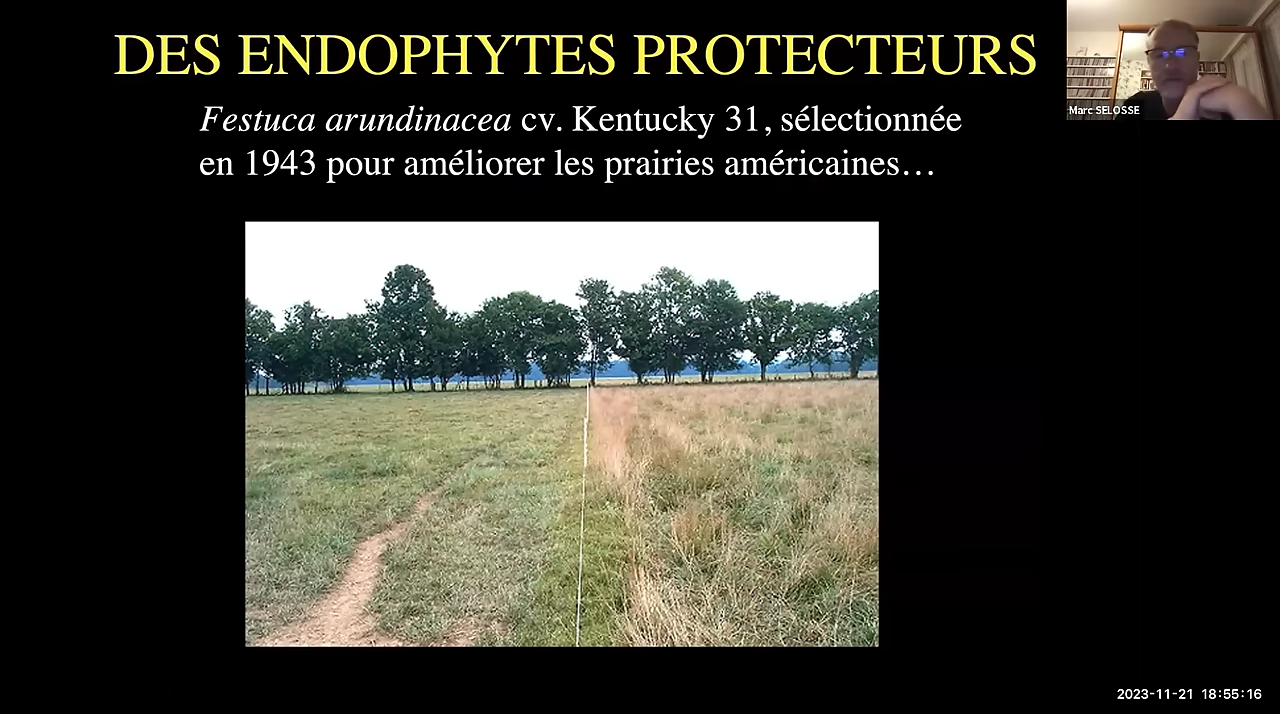 DES ENDOPHYTES PROTECTEURS
Marc SELOSSE
Festuca arundinacea cv. Kentucky 31, sélectionnée
en 1943 pour améliorer les prairies américaines…
2023-11-21 18:55:16